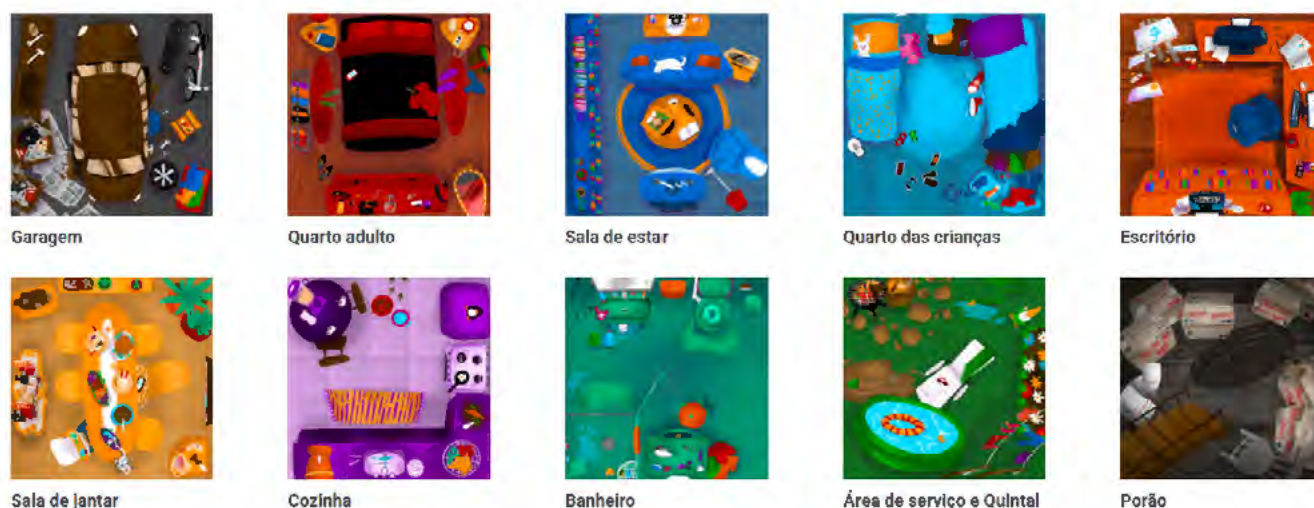 Garagem
Quarto adulto
Sala de estar
Quarto das crianças
Escritório
Sala de jantar
Cozinha
Banheiro
Área de serviço e Quintal
Porão